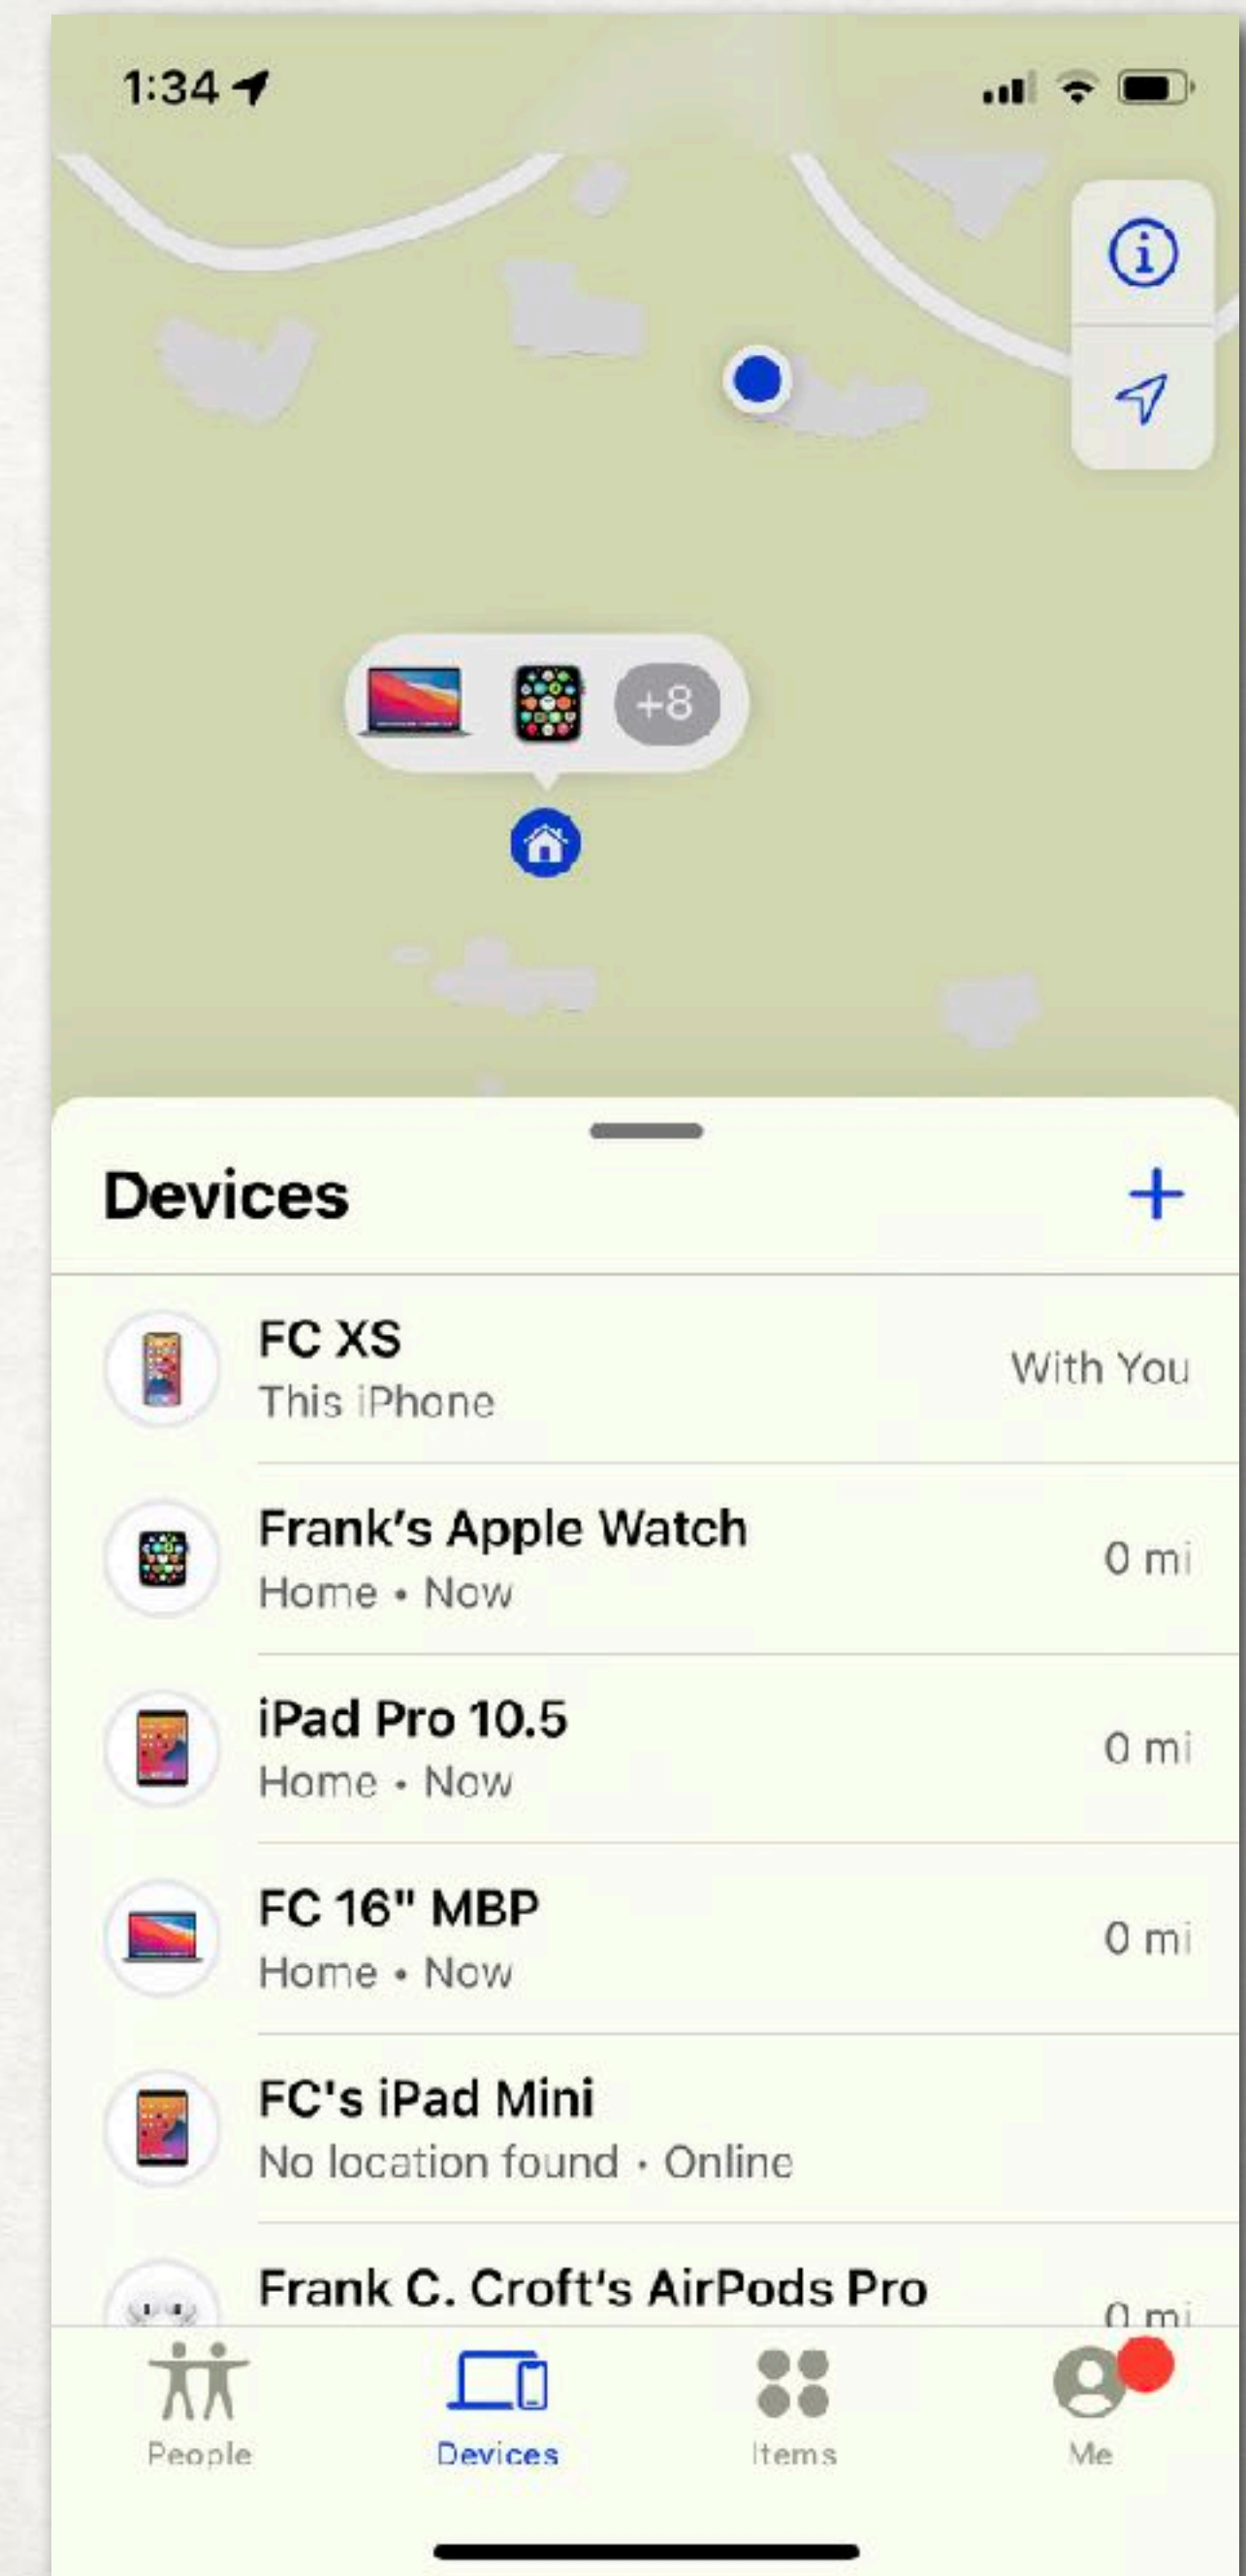 1:34
+8
Devices
FC XS
This iPhone
With You
Frank's Apple Watch
Home • Now
0 mi
iPad Pro 10.5
Home • Now
0 mi
FC 16" MBP
Home • Now
0 mi
FC's iPad Mini
No location found • Online
Frank C. Croft's AirPods Pro
0 mi
People
Devices
Items
Me